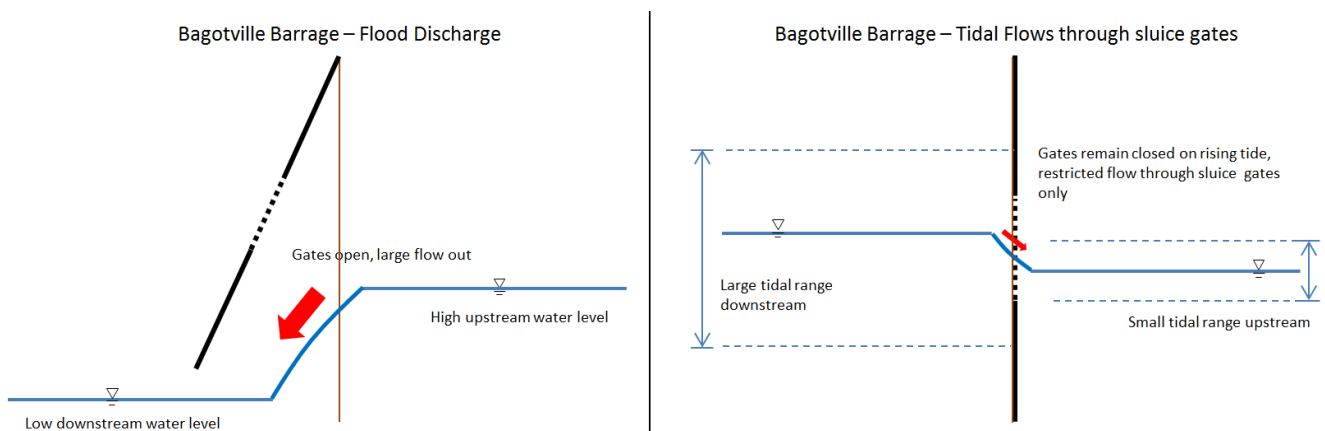 Bagotville Barrage – Flood Discharge
Gates open, large flow out
High upstream water level
Low downstream water level
Bagotville Barrage – Tidal Flows through sluice gates
Gates remain closed on rising tide,
restricted flow through sluice gates
only
Large tidal range
downstream
Small tidal range upstream